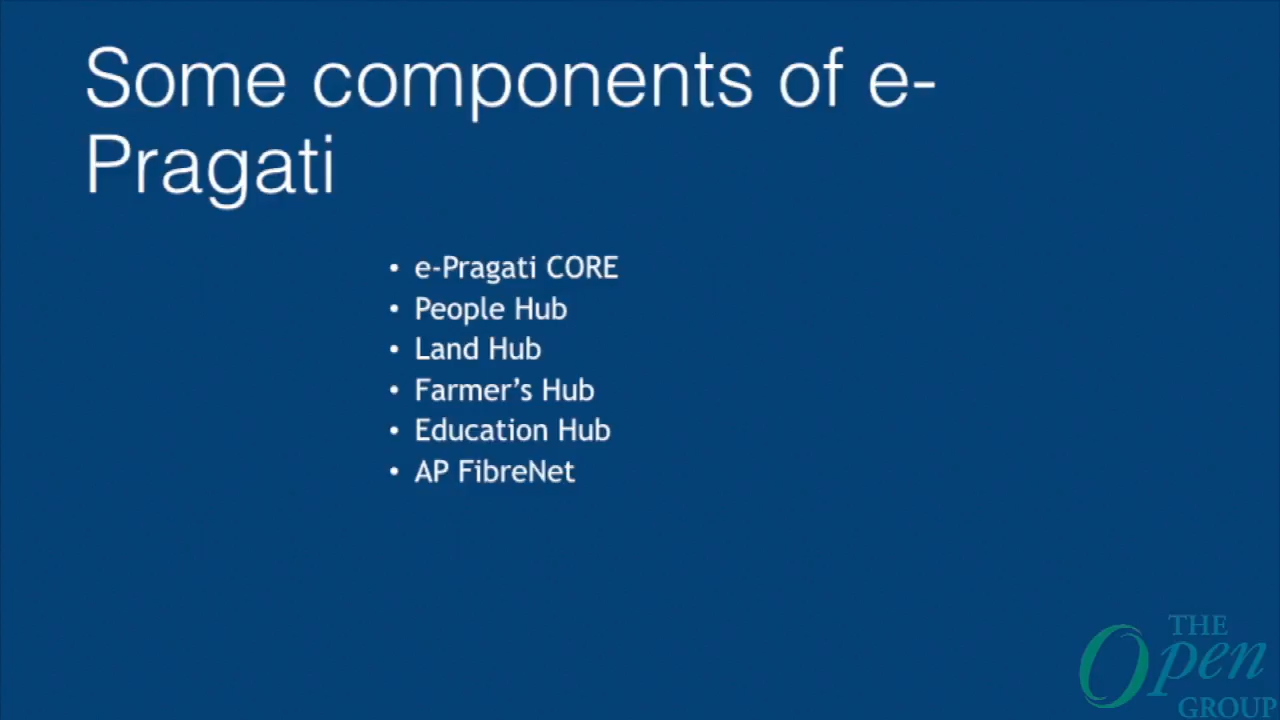 Some components of e-
Pragati
• e-Pragati CORE
• People Hub
• Land Hub
• Farmer’s Hub
• Education Hub
• AP FibreNet
THE
Open
GROUP